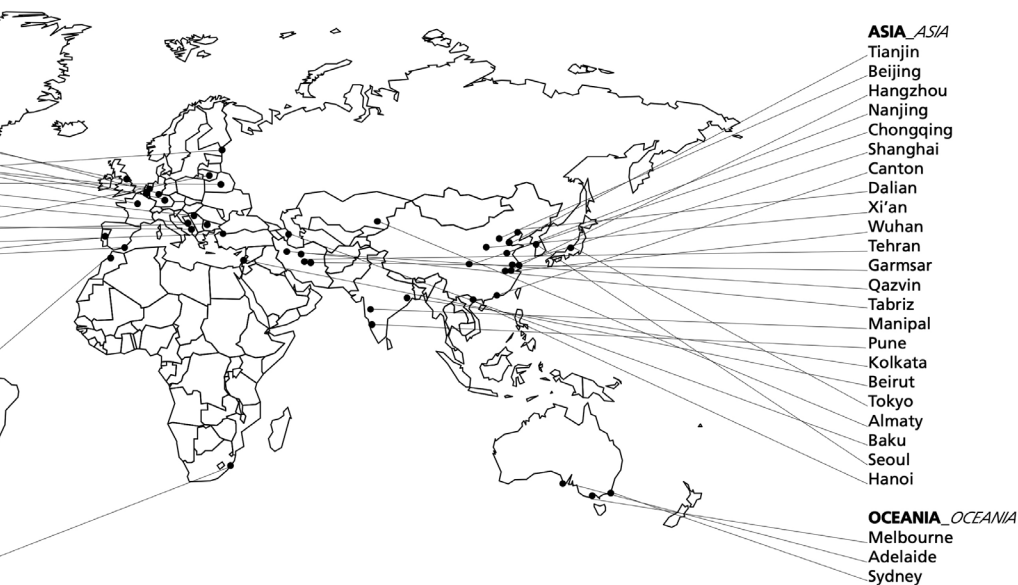 ASIA_ASIA
Tianjin
Beijing
Hangzhou
Nanjing
Chongqing
Shanghai
Canton
Dalian
Xi’an
Wuhan
Tehran
Garmsar
Qazvin
Tabriz
Manipal
Pune
Kolkata
Beirut
Tokyo
Almaty
Baku
Seoul
Hanoi
OCEANIA_OCEANIA
Melbourne
Adelaide
Sydney